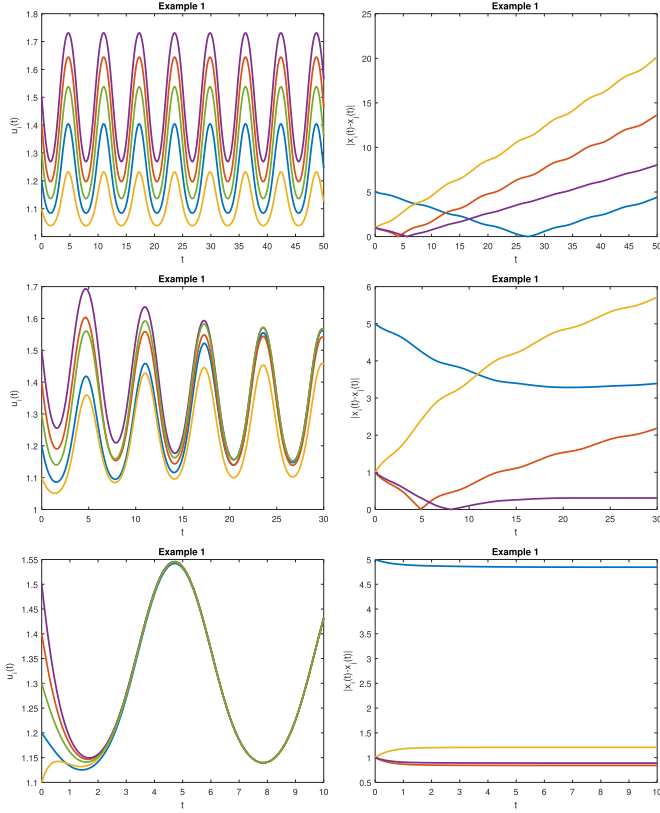 Example 1
1.8
1.7
1.6
1.5
1.4
1.3
1.2
1.1
1
0 5 10 15 20 25 30 35 40 45 50
t
u_i(t)
Example 1
25
20
15
10
5
0
0 5 10 15 20 25 30 35 40 45 50
t
|x_i(t)-x_j(t)|
Example 1
1.7
1.6
1.5
1.4
1.3
1.2
1.1
1
0 5 10 15 20 25 30
t
u_i(t)
Example 1
6
5
4
3
2
1
0
0 5 10 15 20 25 30
t
|x_i(t)-x_j(t)|
Example 1
1.55
1.5
1.45
1.4
1.35
1.3
1.25
1.2
1.15
1.1
0 1 2 3 4 5 6 7 8 9 10
t
u_i(t)
Example 1
5
4.5
4
3.5
3
2.5
2
1.5
1
0.5
0 1 2 3 4 5 6 7 8 9 10
t
|x_i(t)-x_j(t)|